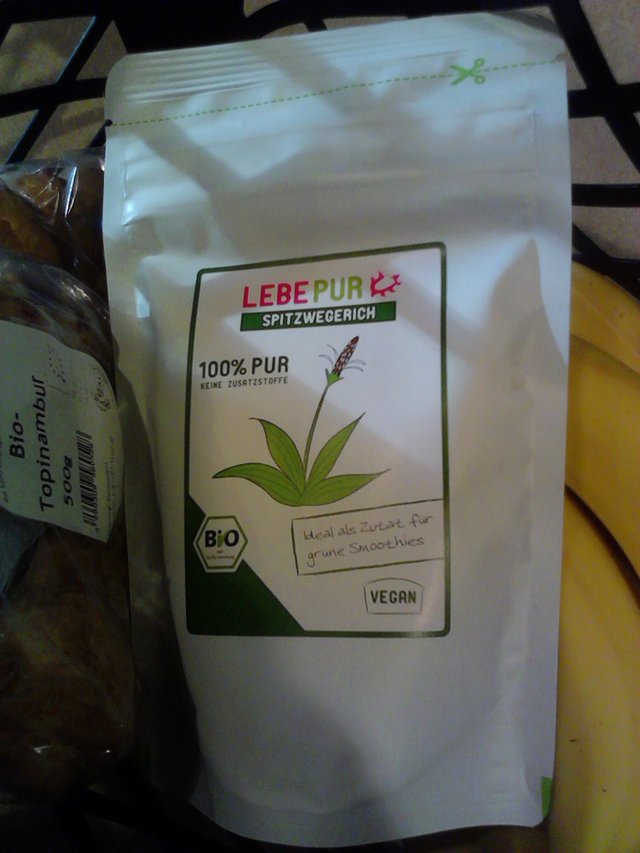 LEBEPUR
SPITZWEGERICH
100% PUR
KEINE ZUSATZSTOFFE
BiO
Ideal als Zutat für
grüne Smoothies
VEGAN
Bio-
Topinambur
500g